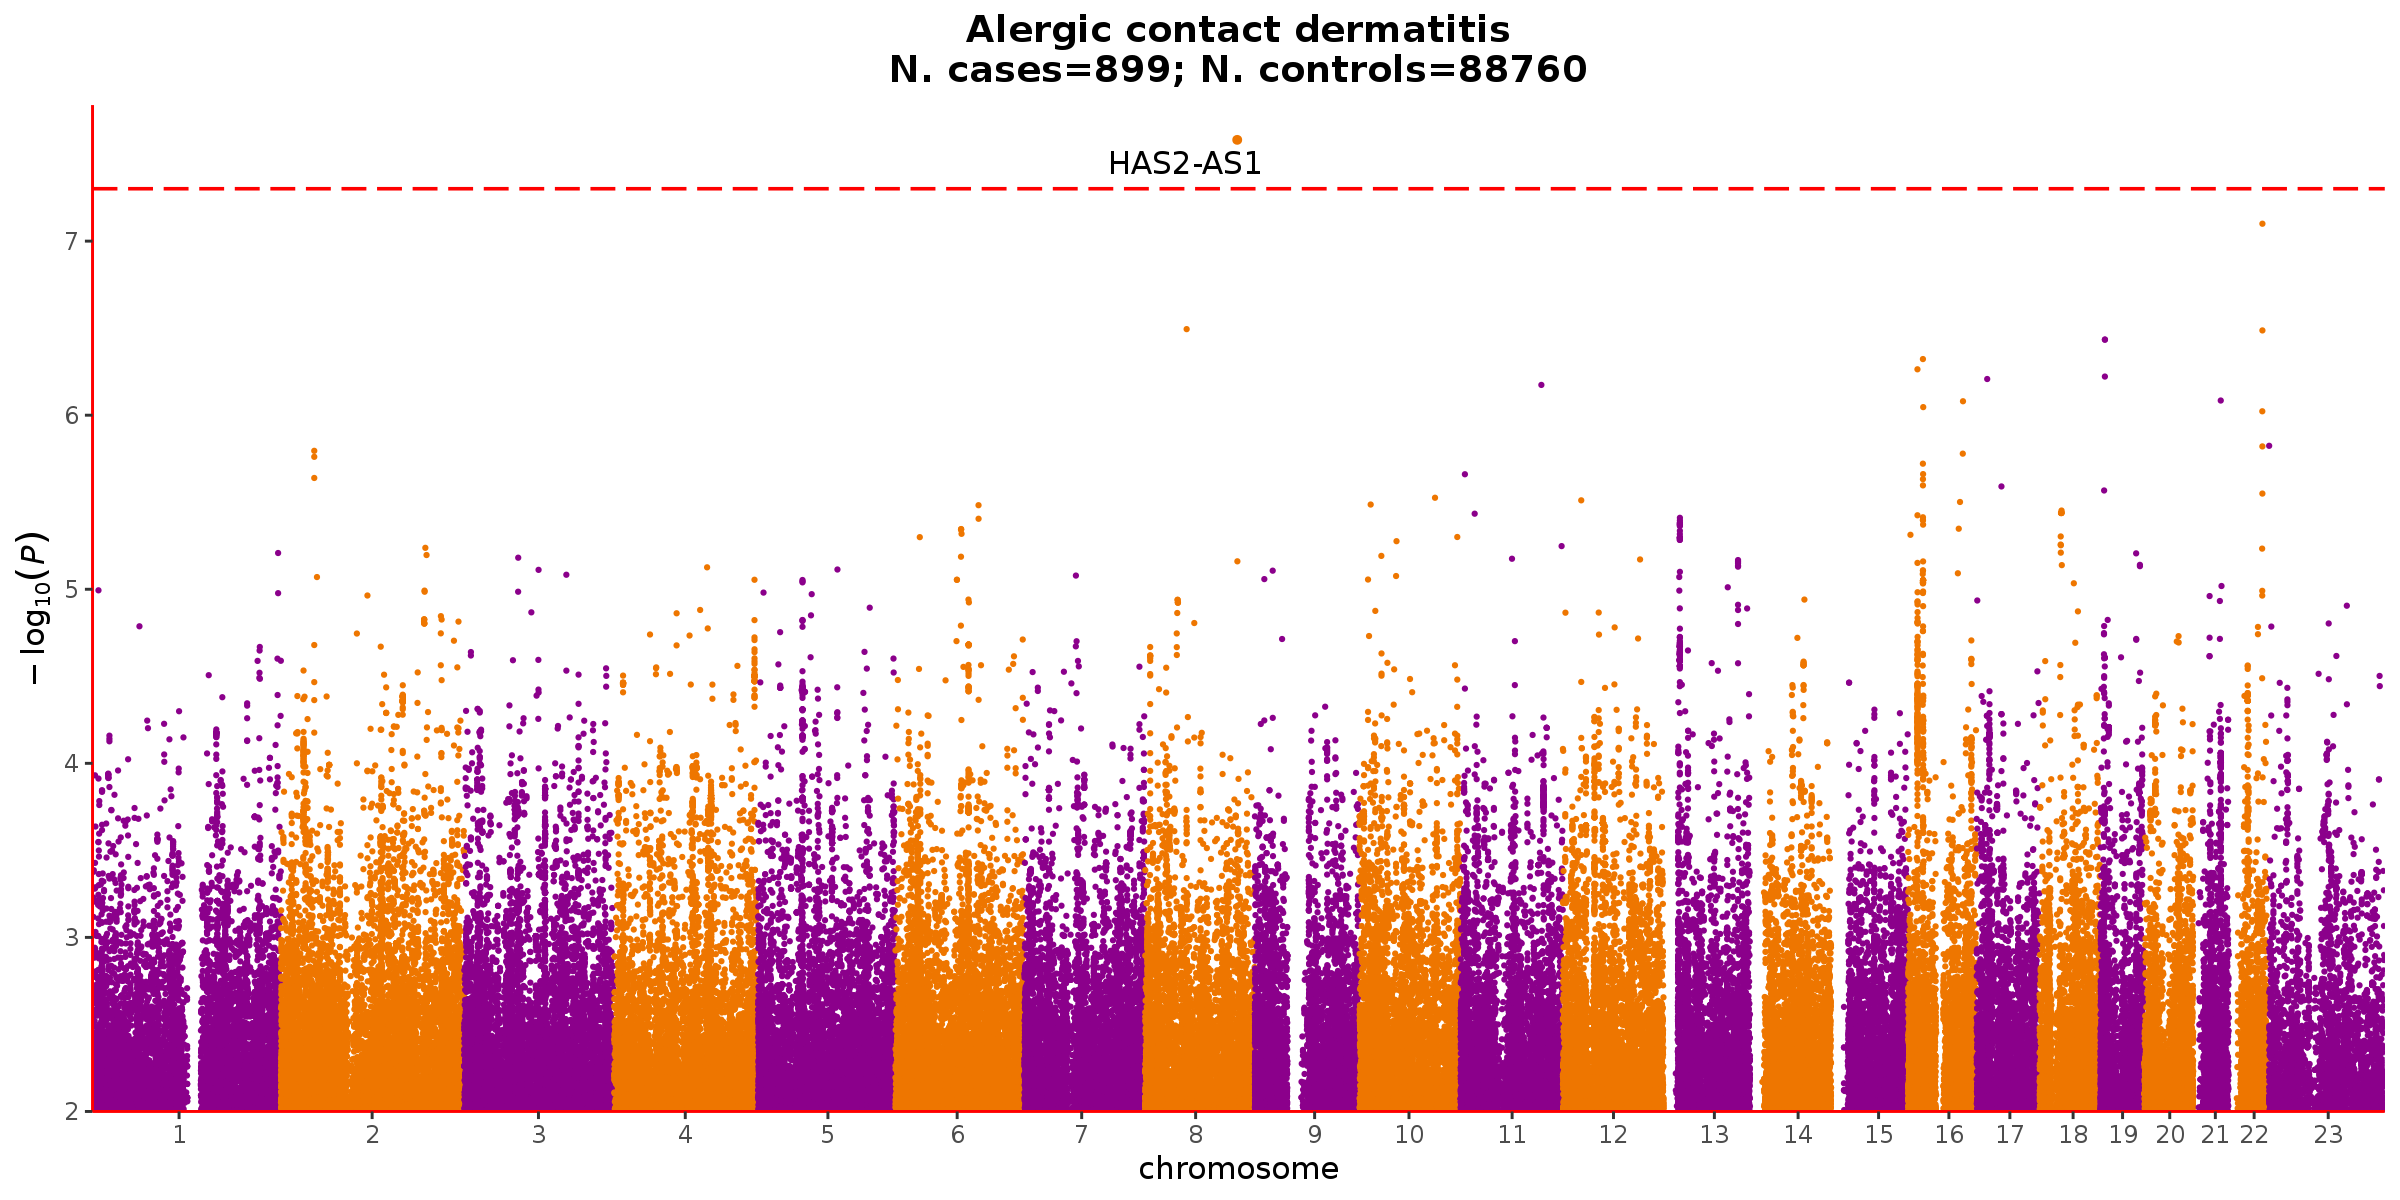 Alergic contact dermatitis
N. cases=899; N. controls=88760
HAS2-AS1
7
6
5
4
3
2
−log₁₀(P)
1 2 3 4 5 6 7 8 9 10 11 12 13 14 15 16 17 18 19 20 21 22 23
chromosome